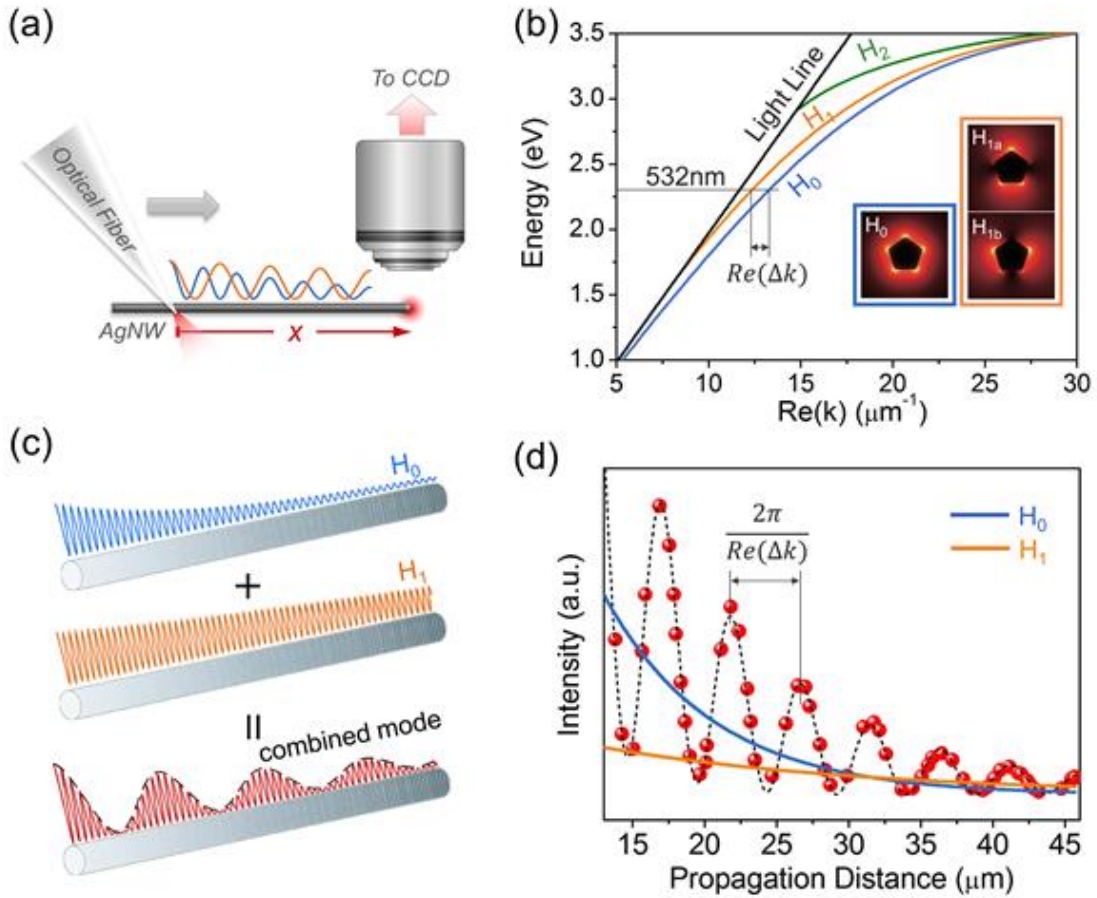 (a)
To CCD
Optical Fiber
AgNW
x
(b)
Energy (eV)
3.5
3.0
2.5
2.0
1.5
1.0
532nm
Light Line
H2
H1
H0
Re(Δk)
H0
H1a
H1b
5 10 15 20 25 30
Re(k) (μm⁻¹)
(c)
H0
+
H1
=
combined mode
(d)
Intensity (a.u.)
2π
Re(Δk)
H0
H1
15 20 25 30 35 40 45
Propagation Distance (μm)